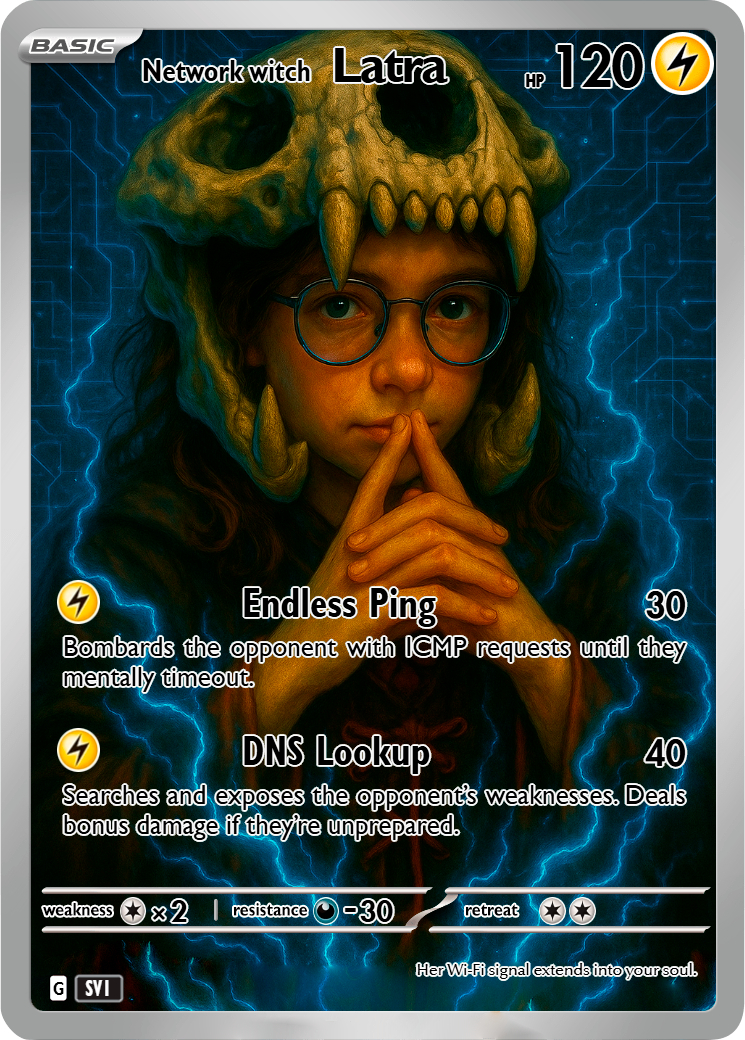 BASIC
Network witch Latra HP 120
Endless Ping 30
Bombards the opponent with ICMP requests until they
mentally timeout.
DNS Lookup 40
Searches and exposes the opponent's weaknesses. Deals
bonus damage if they're unprepared.
weakness ×2 | resistance -30 retreat
Her Wi-Fi signal extends into your soul.
G SVI